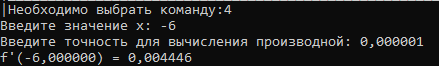 |Необходимо выбрать команду:4
Введите значение x: -6
Введите точность для вычисления производной: 0,000001
f'(-6,000000) = 0,004446